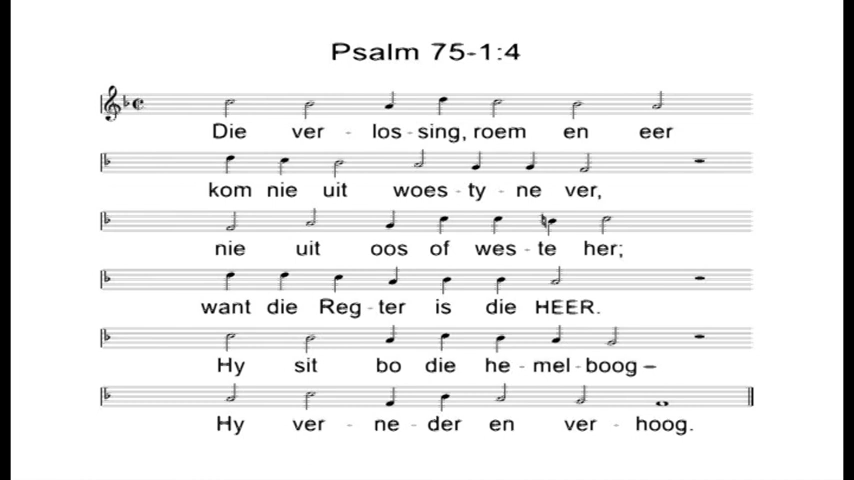 Psalm 75-1:4
Die ver - los - sing, roem en eer
kom nie uit woes - ty - ne ver,
nie uit oos of wes - te her;
want die Reg - ter is die HEER.
Hy sit bo die he - mel - boog -
Hy ver - ne - der en ver - hoog.